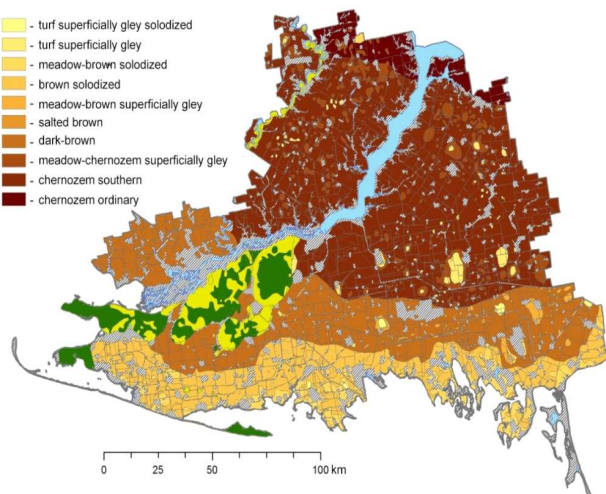 - turf superficially gley solodized
- turf superficially gley
- meadow-brown solodized
- brown solodized
- meadow-brown superficially gley
- salted brown
- dark-brown
- meadow-chernozem superficially gley
- chernozem southern
- chernozem ordinary
0 25 50 100 km